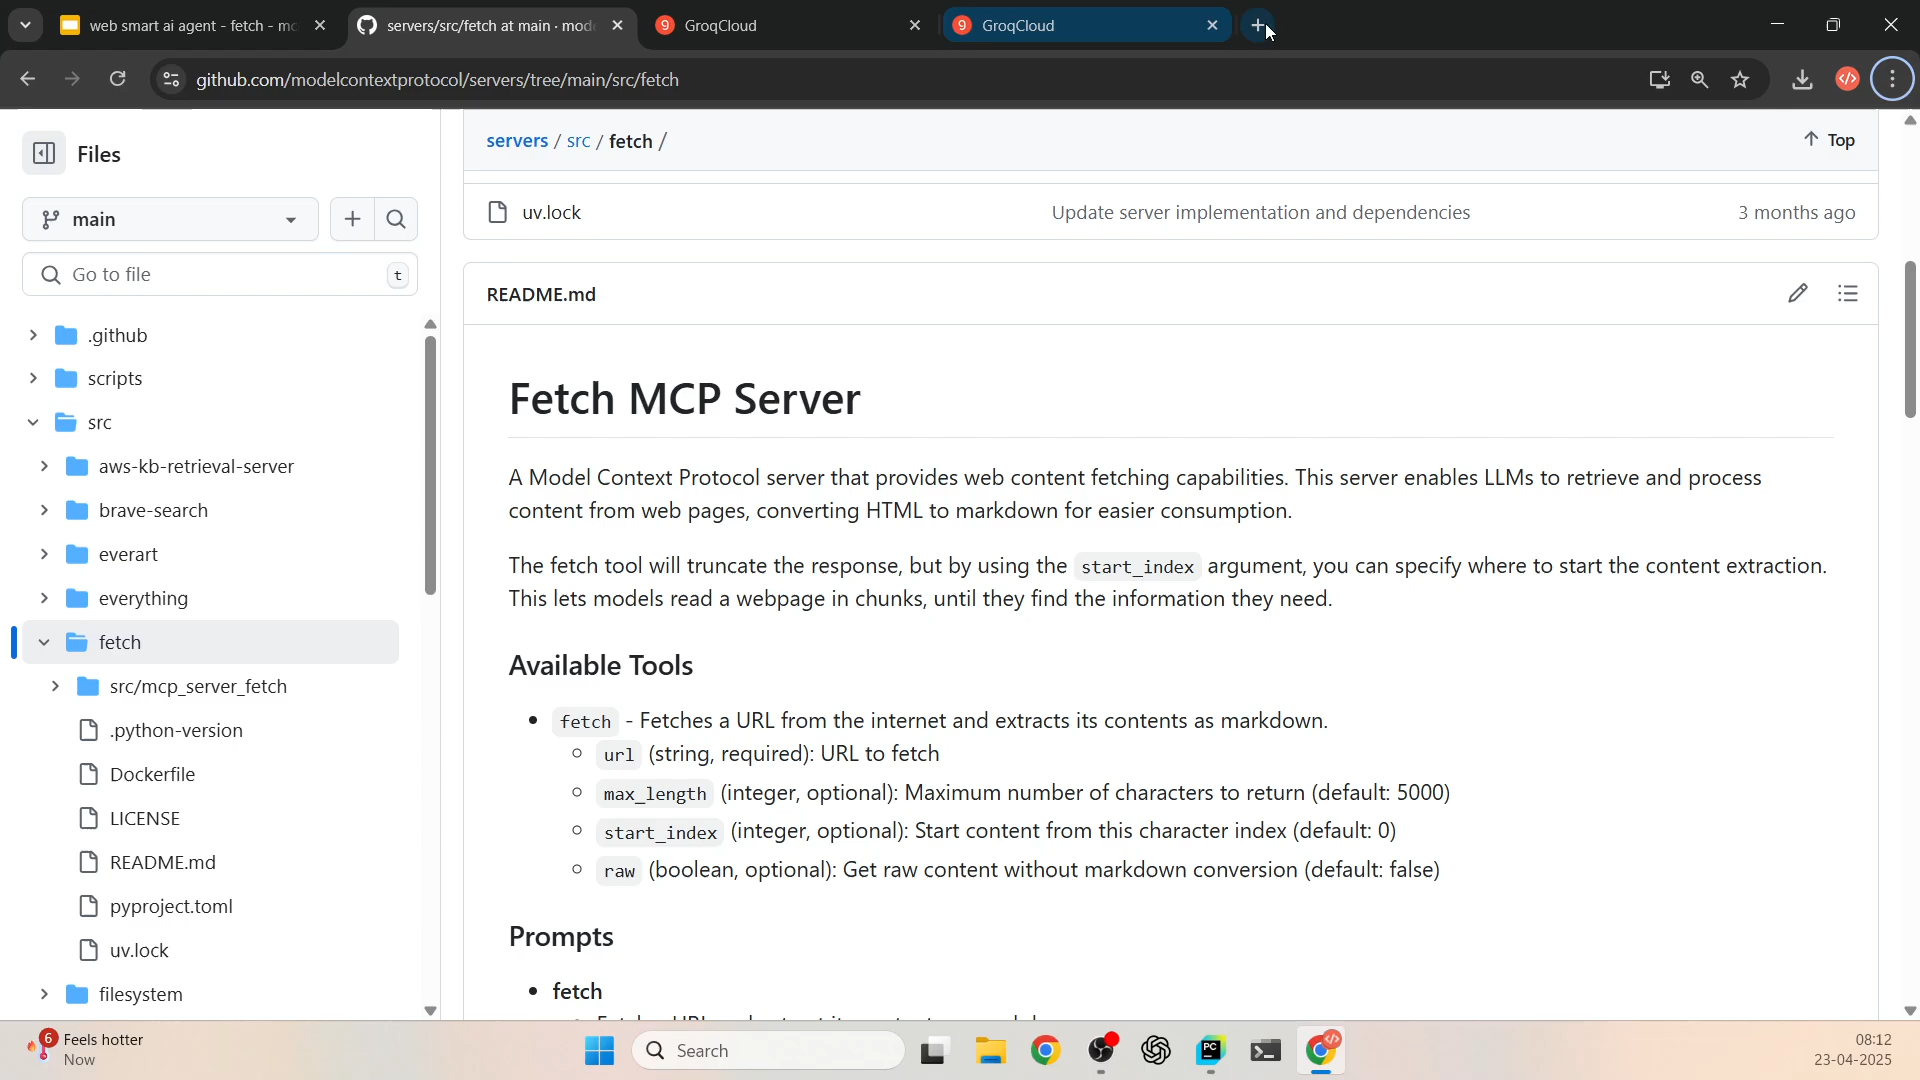 web smart ai agent - fetch - mc
servers/src/fetch at main · mode
9 GroqCloud
9 GroqCloud
github.com/modelcontextprotocol/servers/tree/main/src/fetch
Files
main
Go to file
t
.github
scripts
src
aws-kb-retrieval-server
brave-search
everart
everything
fetch
src/mcp_server_fetch
.python-version
Dockerfile
LICENSE
README.md
pyproject.toml
uv.lock
filesystem
servers / src / fetch /
Top
uv.lock
Update server implementation and dependencies
3 months ago
README.md
Fetch MCP Server
A Model Context Protocol server that provides web content fetching capabilities. This server enables LLMs to retrieve and process
content from web pages, converting HTML to markdown for easier consumption.
The fetch tool will truncate the response, but by using the start_index argument, you can specify where to start the content extraction.
This lets models read a webpage in chunks, until they find the information they need.
Available Tools
fetch - Fetches a URL from the internet and extracts its contents as markdown.
url (string, required): URL to fetch
max_length (integer, optional): Maximum number of characters to return (default: 5000)
start_index (integer, optional): Start content from this character index (default: 0)
raw (boolean, optional): Get raw content without markdown conversion (default: false)
Prompts
fetch
6
Feels hotter
Now
Search
PC
08:12
23-04-2025